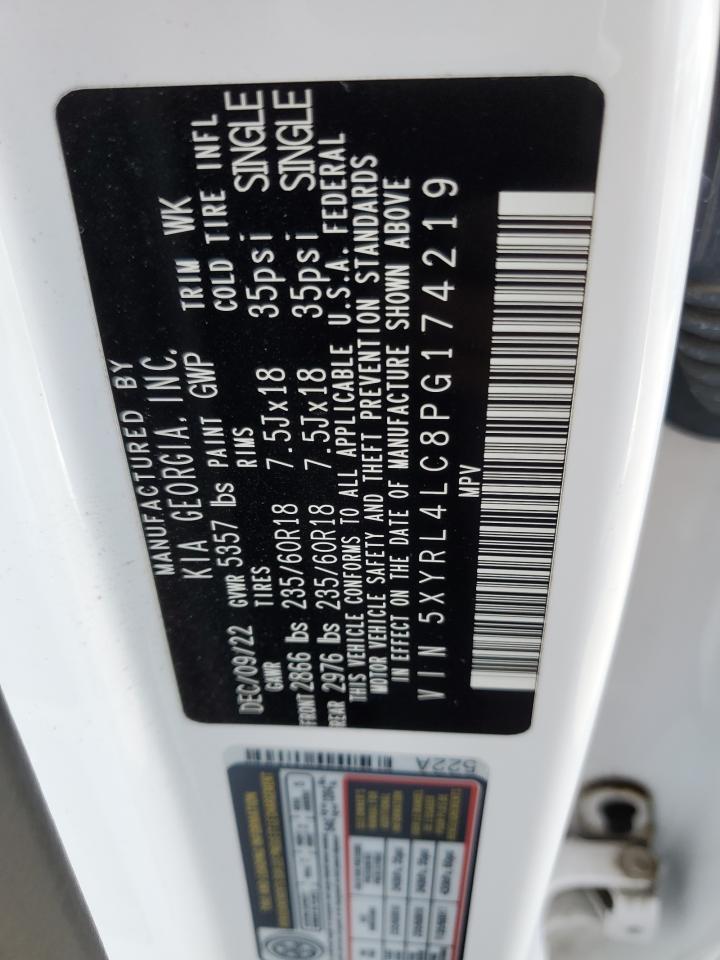 MANUFACTURED BY
KIA GEORGIA, INC.
DEC/09/22 GVWR 5357 lbs PAINT GWP TRIM WK
GAWR TIRES RIMS COLD TIRE INFL
FRONT 2866 lbs 235/60R18 7.5Jx18 35psi SINGLE
REAR 2976 lbs 235/60R18 7.5Jx18 35psi SINGLE
THIS VEHICLE CONFORMS TO ALL APPLICABLE U.S.A. FEDERAL
MOTOR VEHICLE SAFETY AND THEFT PREVENTION STANDARDS
IN EFFECT ON THE DATE OF MANUFACTURE SHOWN ABOVE
VIN 5XYRL4LC8PG174219
MPV
522A